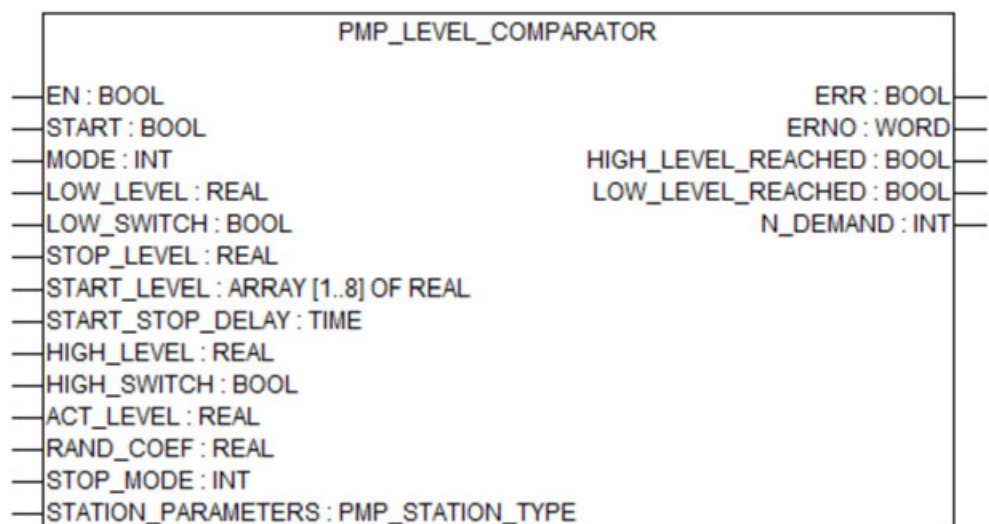 PMP_LEVEL_COMPARATOR
EN : BOOL
ERR : BOOL
START : BOOL
ERNO : WORD
MODE : INT
HIGH_LEVEL_REACHED : BOOL
LOW_LEVEL : REAL
LOW_LEVEL_REACHED : BOOL
LOW_SWITCH : BOOL
N_DEMAND : INT
STOP_LEVEL : REAL
START_LEVEL : ARRAY [1..8] OF REAL
START_STOP_DELAY : TIME
HIGH_LEVEL : REAL
HIGH_SWITCH : BOOL
ACT_LEVEL : REAL
RAND_COEF : REAL
STOP_MODE : INT
STATION_PARAMETERS : PMP_STATION_TYPE